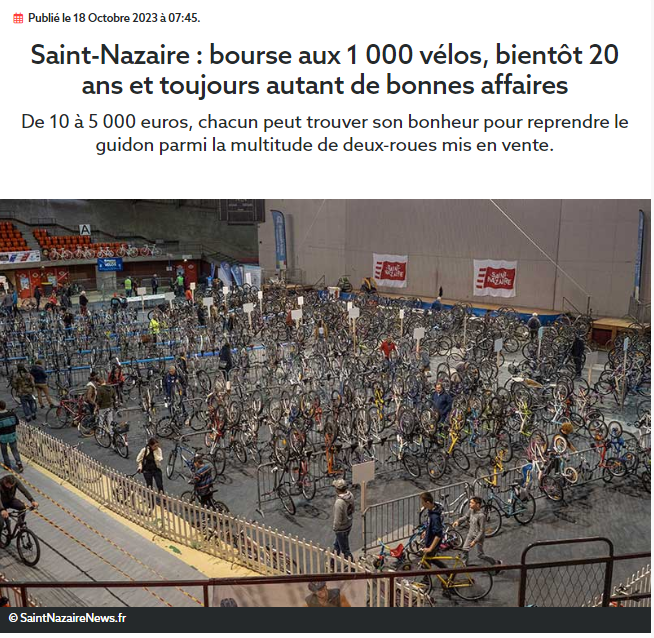 Publié le 18 Octobre 2023 à 07:45.
Saint-Nazaire : bourse aux 1 000 vélos, bientôt 20
ans et toujours autant de bonnes affaires
De 10 à 5 000 euros, chacun peut trouver son bonheur pour reprendre le
guidon parmi la multitude de deux-roues mis en vente.
A
SAINT-
NAZAIRE
SAINT-
NAZAIRE
© SaintNazaireNews.fr